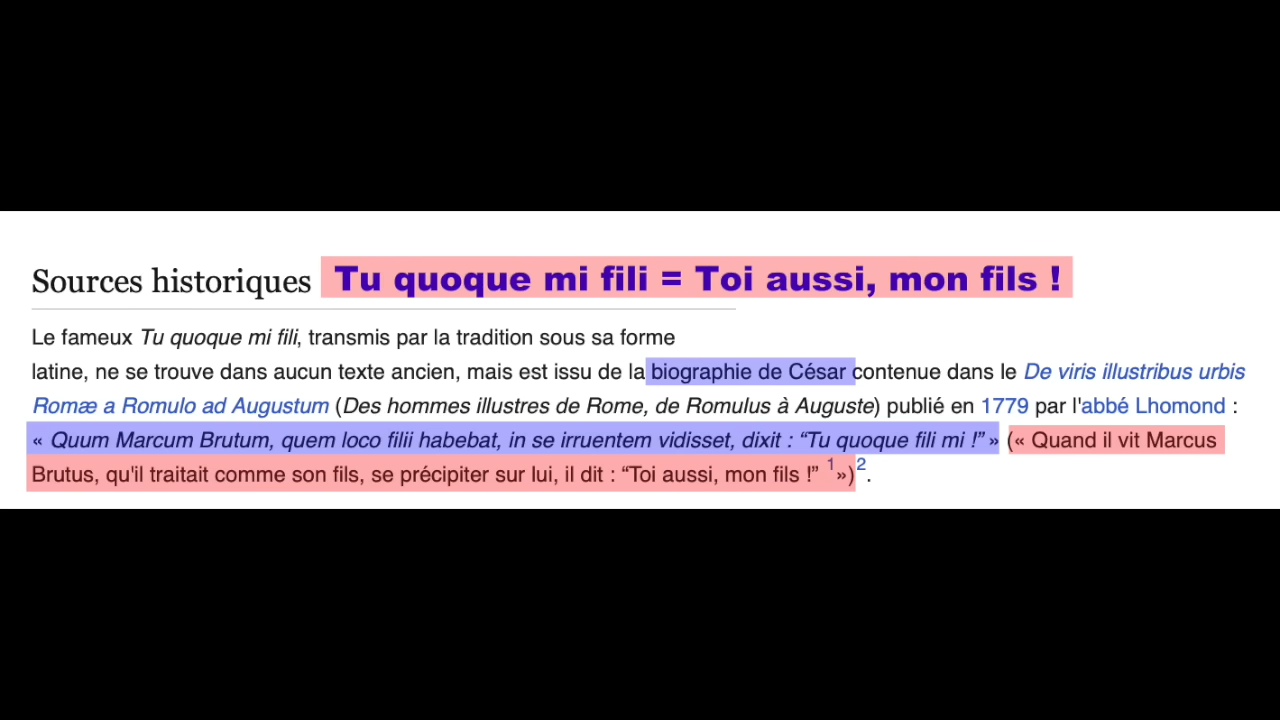 Sources historiques Tu quoque mi fili = Toi aussi, mon fils !
Le fameux Tu quoque mi fili, transmis par la tradition sous sa forme
latine, ne se trouve dans aucun texte ancien, mais est issu de la biographie de César contenue dans le De viris illustribus urbis
Romæ a Romulo ad Augustum (Des hommes illustres de Rome, de Romulus à Auguste) publié en 1779 par l'abbé Lhomond :
« Quum Marcum Brutum, quem loco filii habebat, in se irruentem vidisset, dixit : “Tu quoque fili mi !” » (« Quand il vit Marcus
Brutus, qu'il traitait comme son fils, se précipiter sur lui, il dit : “Toi aussi, mon fils !” 1 »)2.